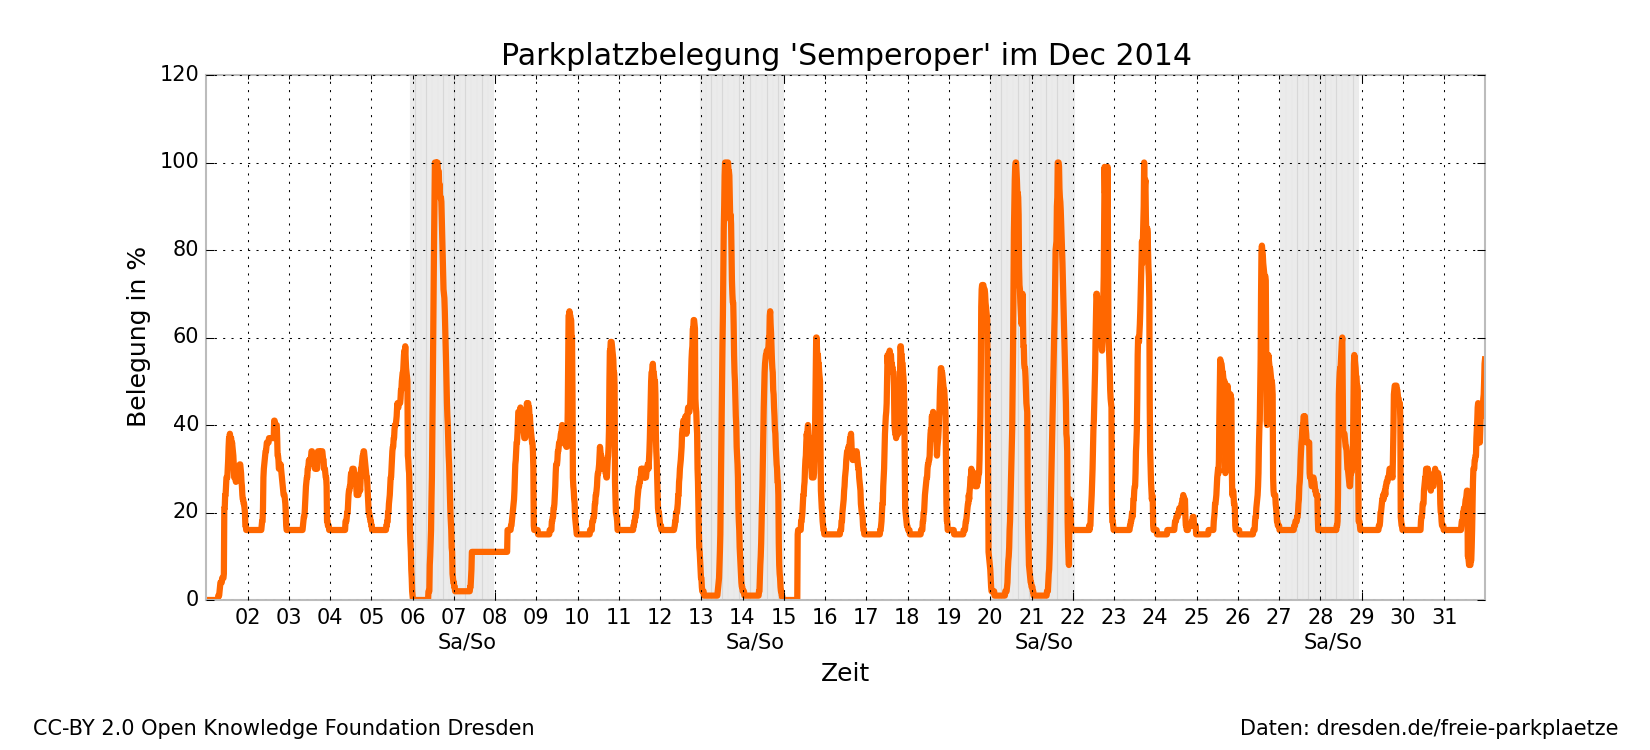 Parkplatzbelegung 'Semperoper' im Dec 2014
120
100
80
60
40
20
0
Belegung in %
02 03 04 05 06 07 08 09 10 11 12 13 14 15 16 17 18 19 20 21 22 23 24 25 26 27 28 29 30 31
Sa/So Sa/So Sa/So Sa/So
Zeit
CC-BY 2.0 Open Knowledge Foundation Dresden
Daten: dresden.de/freie-parkplaetze